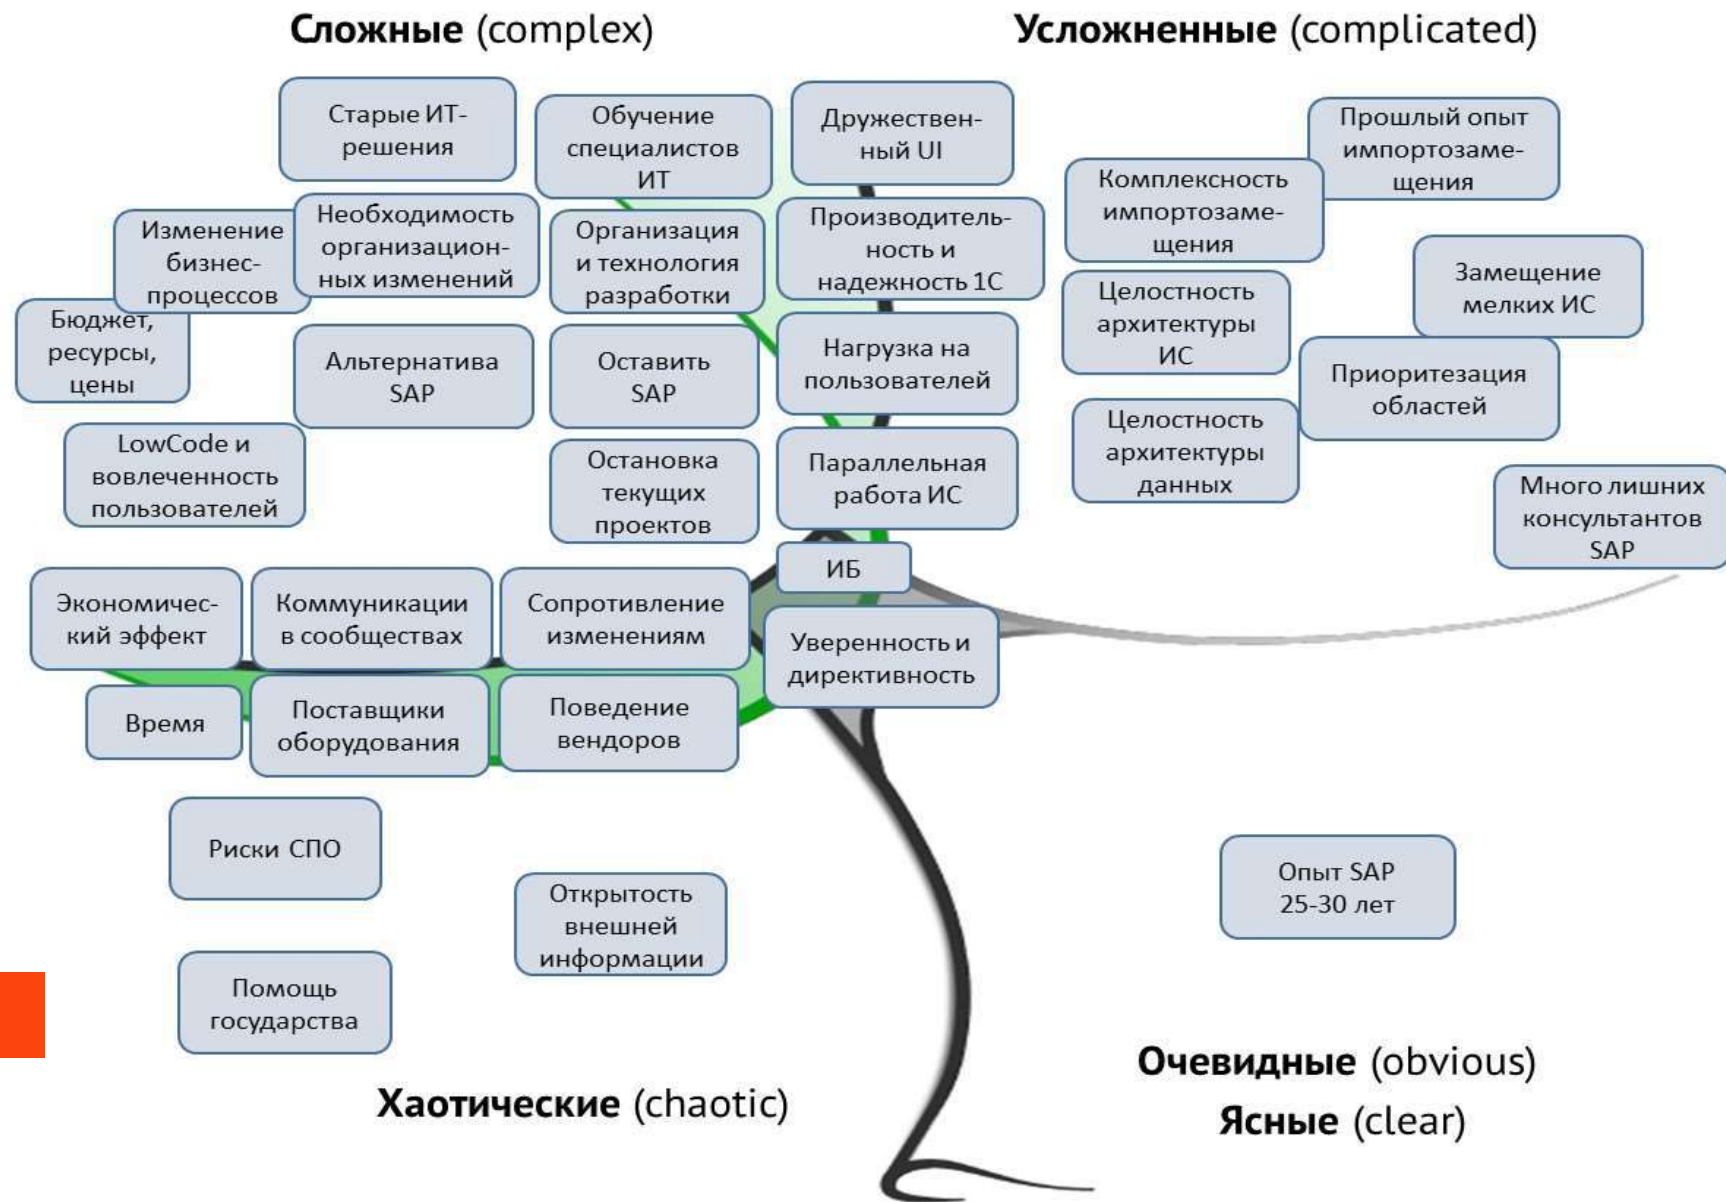 Сложные (complex)
Усложненные (complicated)
Старые ИТ-
решения
Обучение
специалистов
ИТ
Дружествен-
ный UI
Прошлый опыт
импортозаме-
щения
Комплексность
импортозаме-
щения
Изменение
бизнес-
процессов
Необходимость
организацион-
ных изменений
Организация
и технология
разработки
Производитель-
ность и
надежность 1С
Замещение
мелких ИС
Целостность
архитектуры
ИС
Бюджет,
ресурсы,
цены
Альтернатива
SAP
Оставить
SAP
Нагрузка на
пользователей
Приоритезация
областей
Целостность
архитектуры
данных
LowCode и
вовлеченность
пользователей
Остановка
текущих
проектов
Параллельная
работа ИС
Много лишних
консультантов
SAP
ИБ
Экономичес-
кий эффект
Коммуникации
в сообществах
Сопротивление
изменениям
Уверенность и
директивность
Время
Поставщики
оборудования
Поведение
вендоров
Риски СПО
Открытость
внешней
информации
Опыт SAP
25-30 лет
Помощь
государства
Хаотические (chaotic)
Очевидные (obvious)
Ясные (clear)